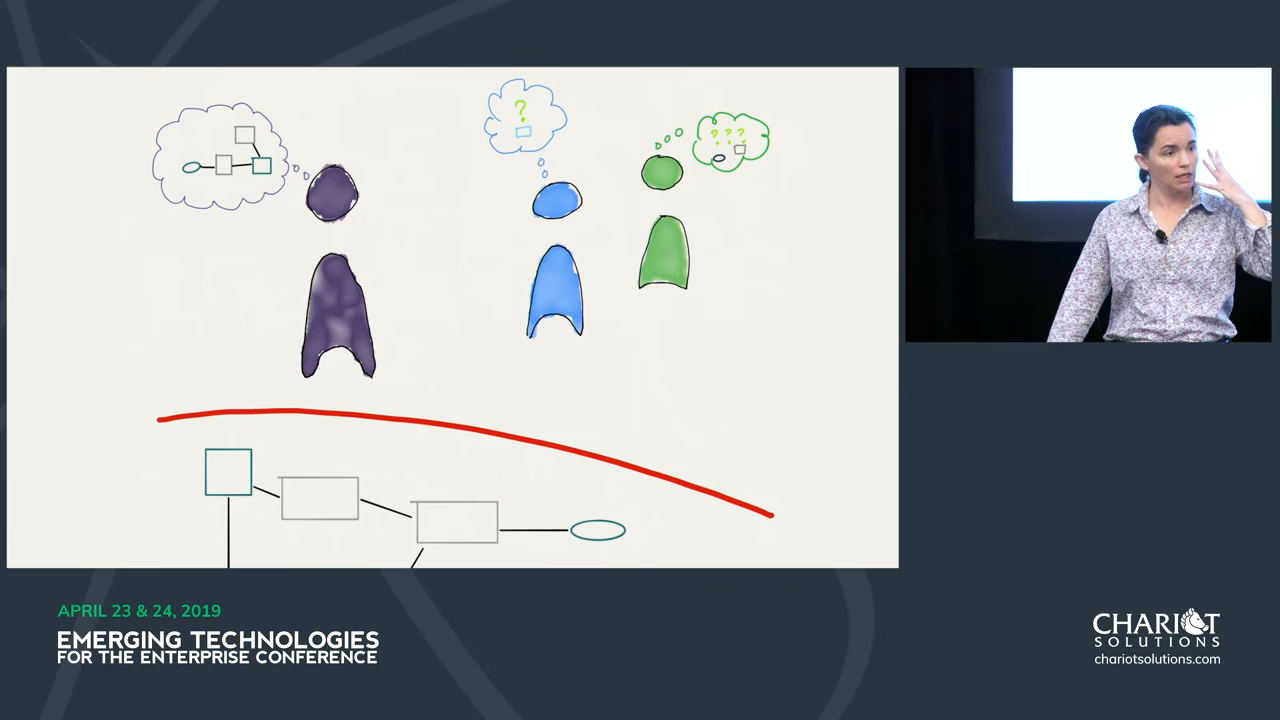 ?
? ? ?
APRIL 23 & 24, 2019
EMERGING TECHNOLOGIES
FOR THE ENTERPRISE CONFERENCE
CHARIOT
SOLUTIONS
chariotsolutions.com